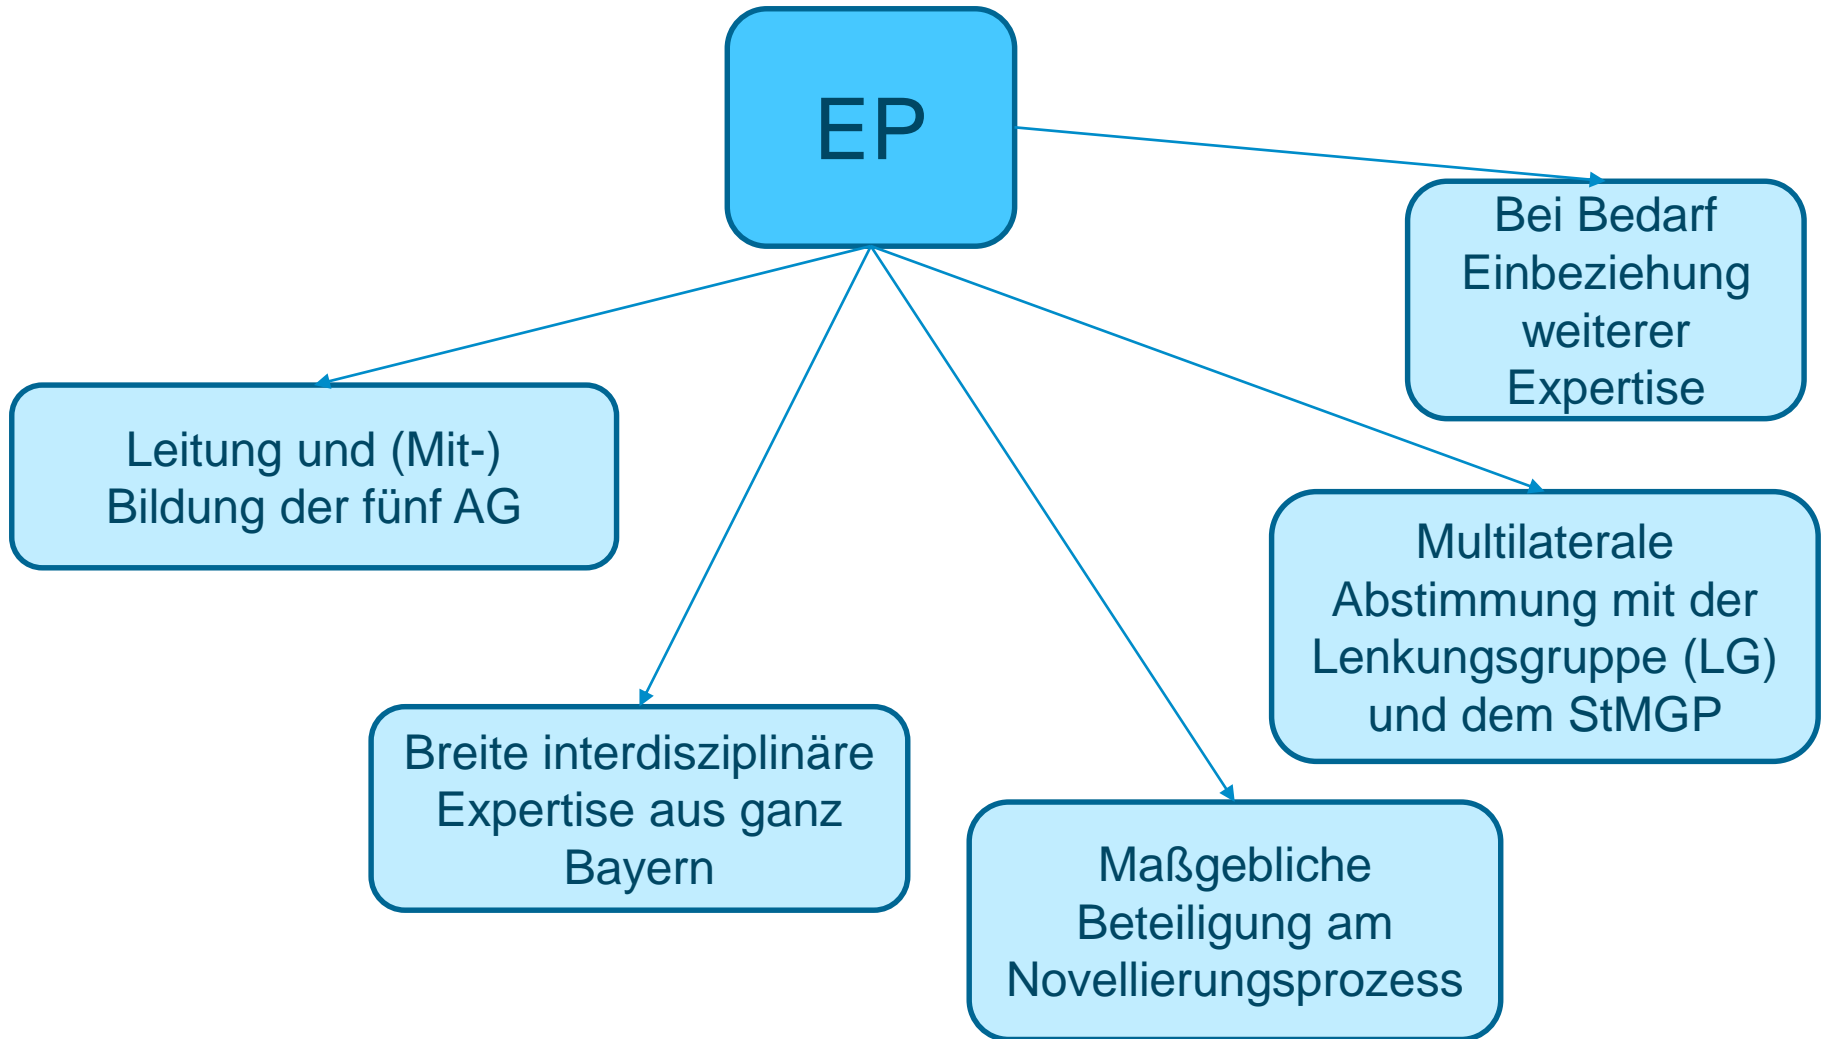 EP
Bei Bedarf
Einbeziehung
weiterer
Expertise
Leitung und (Mit-)
Bildung der fünf AG
Multilaterale
Abstimmung mit der
Lenkungsgruppe (LG)
und dem StMGP
Breite interdisziplinäre
Expertise aus ganz
Bayern
Maßgebliche
Beteiligung am
Novellierungsprozess